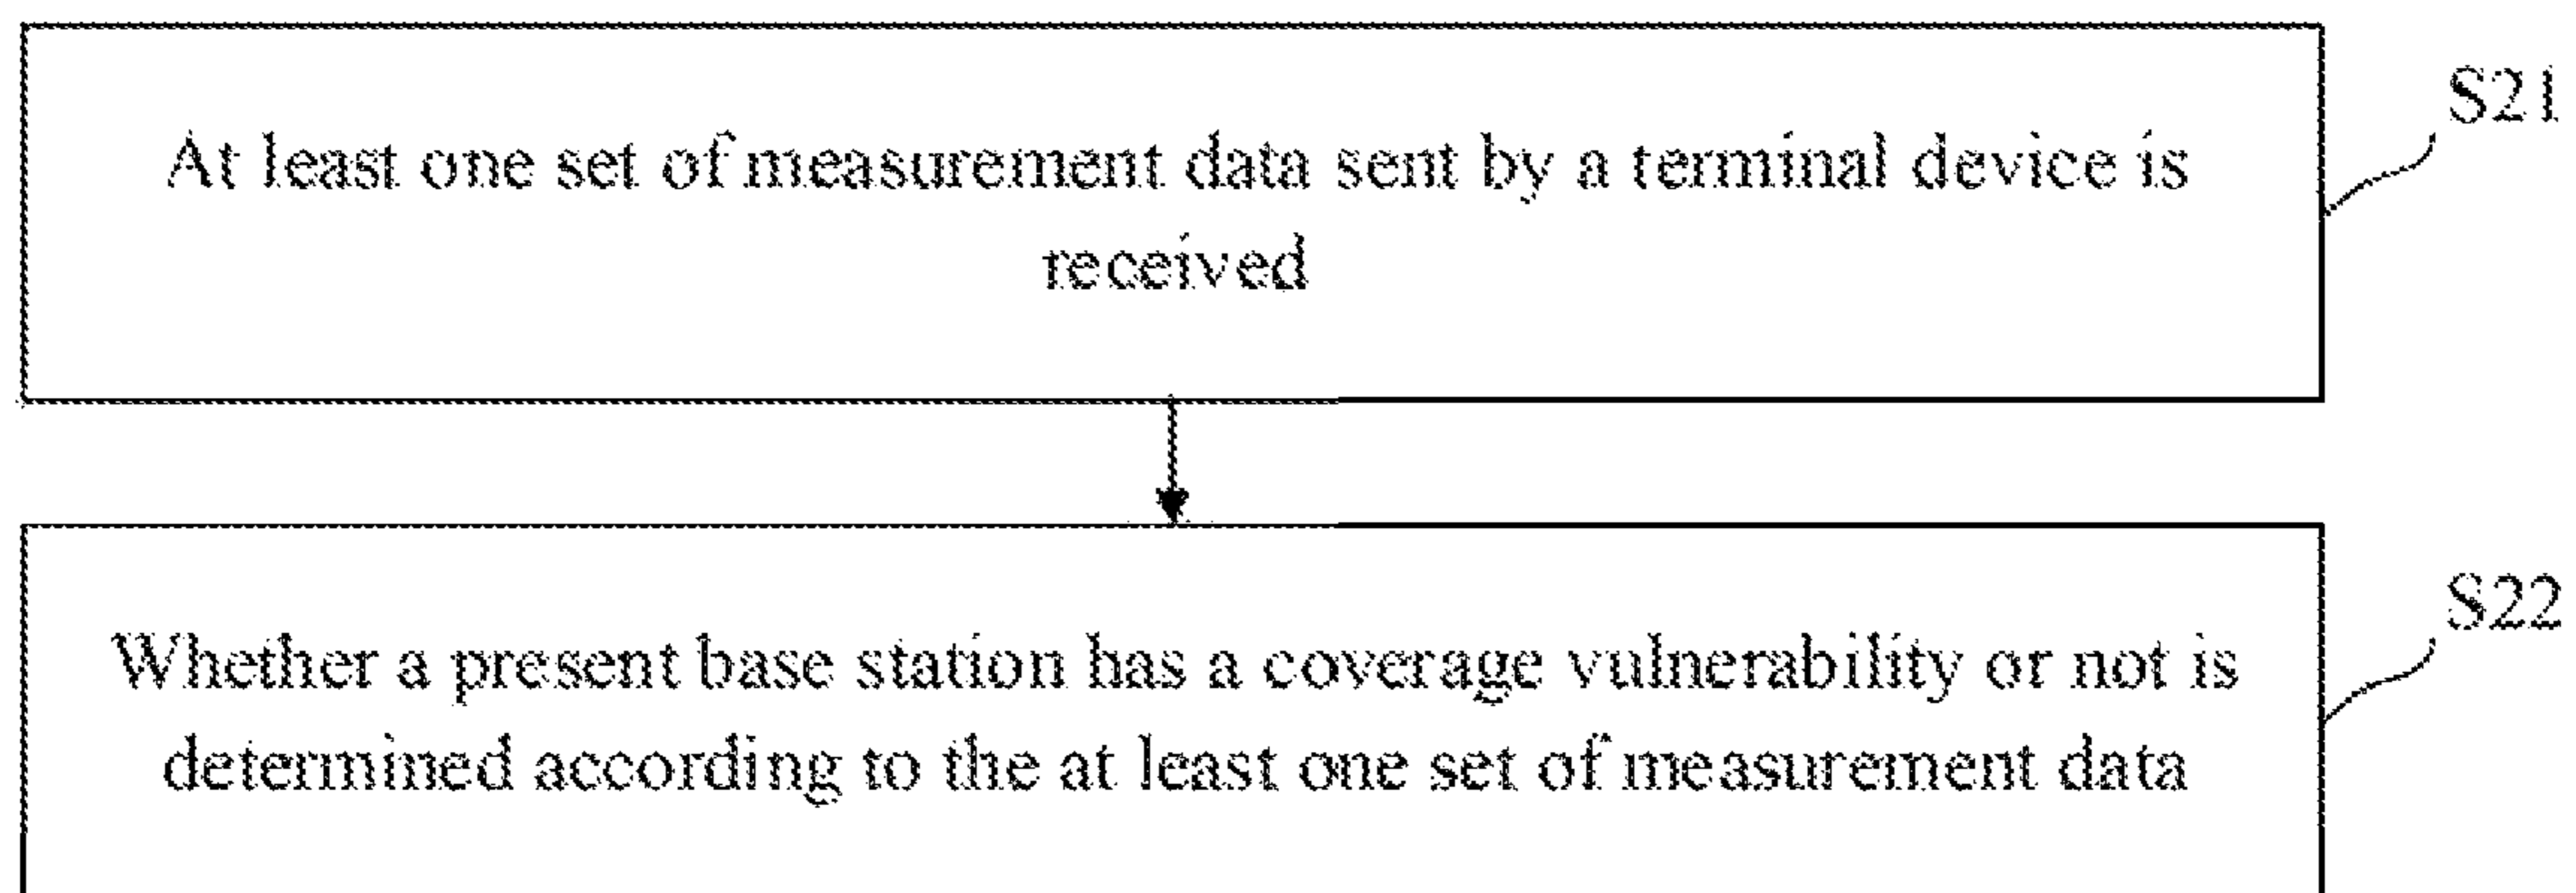 S21
At least one set of measurement data sent by a terminal device is
received
S22
Whether a present base station has a coverage vulnerability or not is
determined according to the at least one set of measurement data